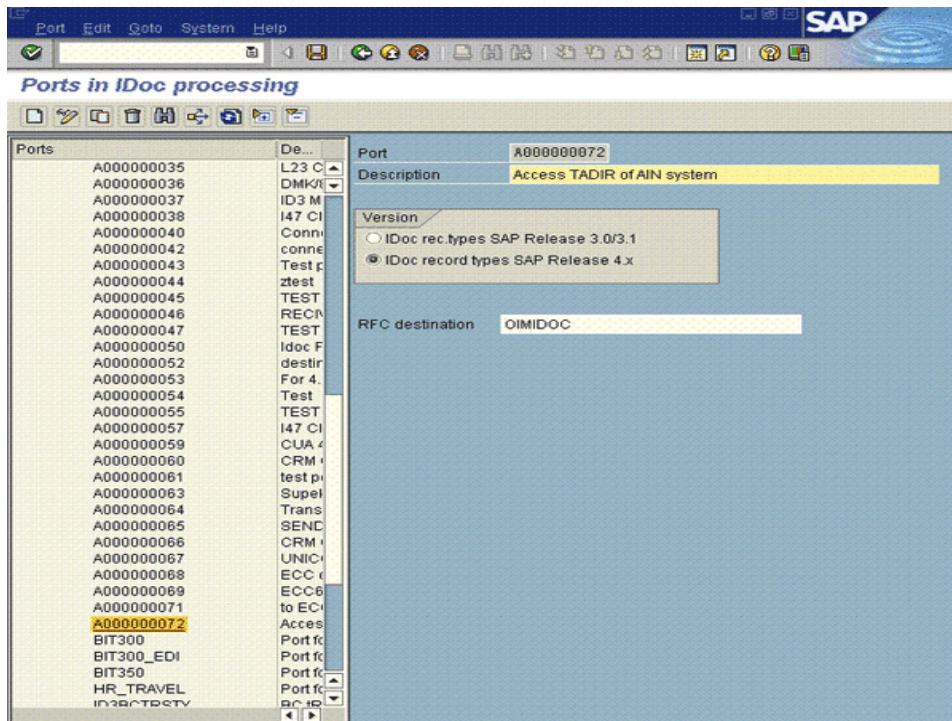 Port Edit Goto System Help
SAP
Ports in IDoc processing
Ports De...
A000000035 L23 C
A000000036 DMK/
A000000037 ID3 M
A000000038 I47 Cl
A000000040 Conn
A000000042 conne
A000000043 Test p
A000000044 ztest
A000000045 TEST
A000000046 RECIV
A000000047 TEST
A000000050 Idoc F
A000000052 destin
A000000053 For 4.
A000000054 Test
A000000055 TEST
A000000057 I47 Cl
A000000059 CUA
A000000060 CRM
A000000061 test p
A000000063 Supe
A000000064 Trans
A000000065 SEND
A000000066 CRM
A000000067 UNIC
A000000068 ECC
A000000069 ECC6
A000000071 to EC
A000000072 Acces
BIT300 Port fo
BIT300_EDI Port fo
BIT350 Port fo
HR_TRAVEL Port fo
ID3BCTRSTY
Port A000000072
Description Access TADIR of AIN system
Version
IDoc rec.types SAP Release 3.0/3.1
IDoc record types SAP Release 4.x
RFC destination OIMIDOC